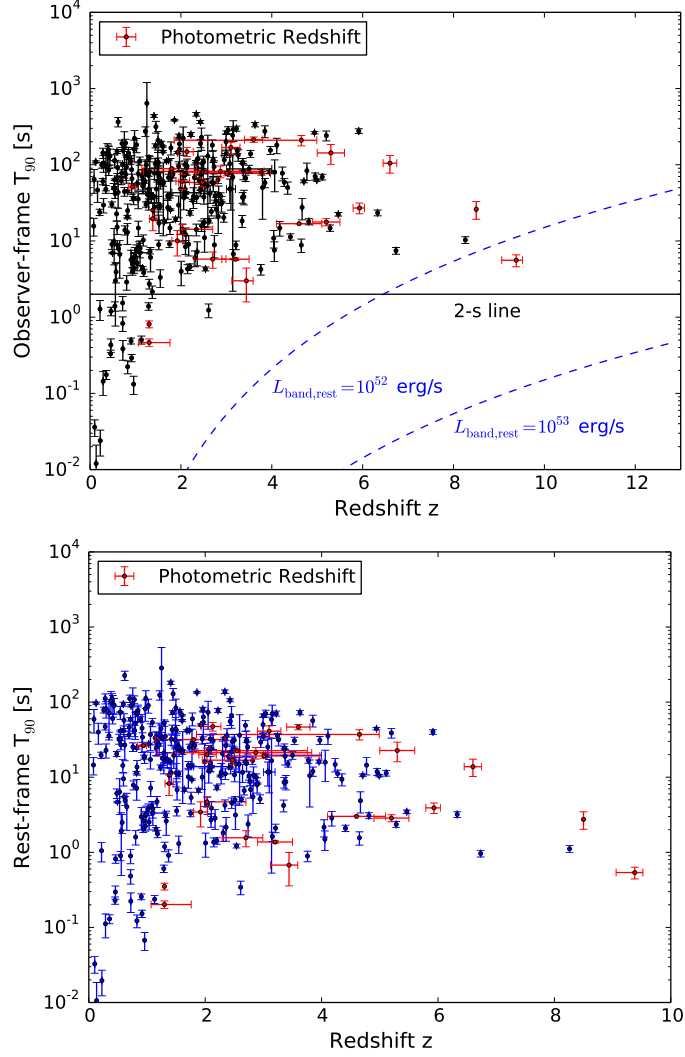 10^4
Photometric Redshift
10^3
10^2
10^1
10^0
10^-1
10^-2
Observer-frame T_90 [s]
2-s line
L_band,rest=10^52 erg/s
L_band,rest=10^53 erg/s
0 2 4 6 8 10 12
Redshift z
10^4
Photometric Redshift
10^3
10^2
10^1
10^0
10^-1
10^-2
Rest-frame T_90 [s]
0 2 4 6 8 10
Redshift z